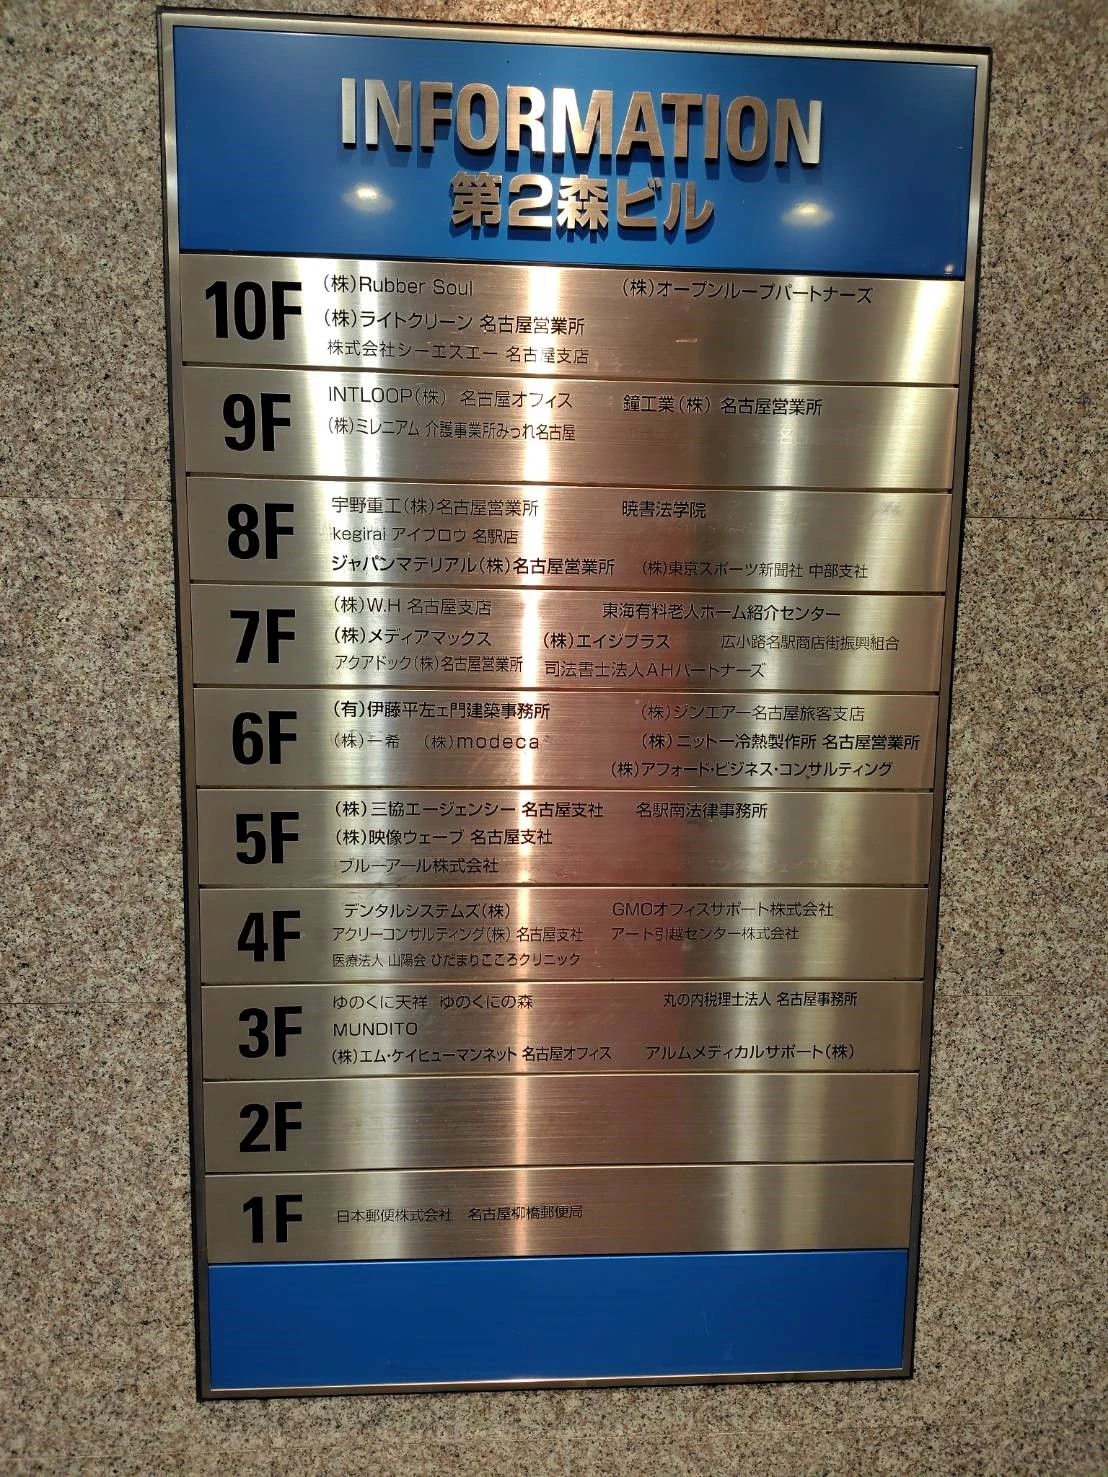 INFORMATION
第2森ビル
10F
(株)Rubber Soul (株)オープンループパートナーズ
(株)ライトクリーン 名古屋営業所
株式会社シーエスエー 名古屋支店
9F
INTLOOP(株) 名古屋オフィス 鐘工業(株) 名古屋営業所
(株)ミレニアム 介護事業所みつれ名古屋
8F
宇野重工(株)名古屋営業所 暁書法学院
kegirai アイブロウ 名駅店
ジャパンマテリアル(株)名古屋営業所 (株)東京スポーツ新聞社 中部支社
7F
(株)W.H 名古屋支店 東海有料老人ホーム紹介センター
(株)メディアマックス (株)エイジプラス 広小路名駅商店街振興組合
アクアドック(株)名古屋営業所 司法書士法人AHパートナーズ
6F
(有)伊藤平左ヱ門建築事務所 (株)ジンエアー名古屋旅客支店
(株)一希 (株)modeca (株)ニットー冷熱製作所 名古屋営業所
(株)アフォード・ビジネス・コンサルティング
5F
(株)三協エージェンシー 名古屋支社 名駅南法律事務所
(株)映像ウェーブ 名古屋支社
ブルーアール株式会社
4F
デンタルシステムズ(株) GMOオフィスサポート株式会社
アクリーコンサルティング(株) 名古屋支社 アート引越センター株式会社
医療法人 山陽会 ひだまりこころクリニック
3F
ゆのくに天祥 ゆのくにの森 丸の内税理士法人 名古屋事務所
MUNDITO
(株)エム・ケイヒューマンネット 名古屋オフィス アルムメディカルサポート(株)
2F
1F
日本郵便株式会社 名古屋柳橋郵便局